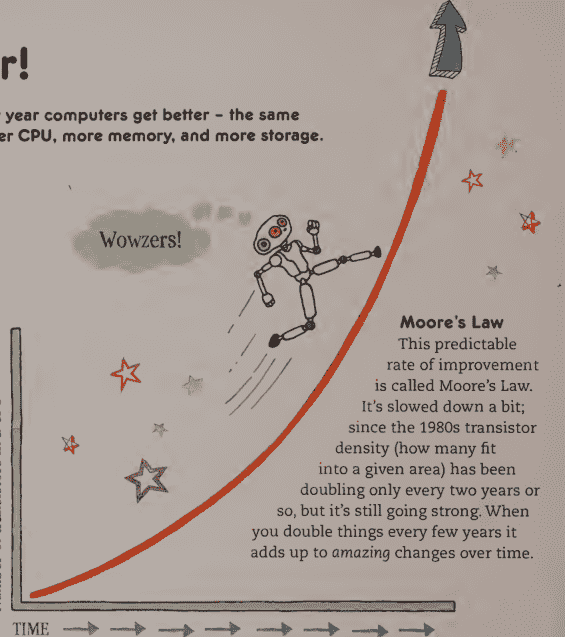 r!
year computers get better – the same
er CPU, more memory, and more storage.
Wowzers!
Moore's Law
This predictable
rate of improvement
is called Moore's Law.
It's slowed down a bit;
since the 1980s transistor
density (how many fit
into a given area) has been
doubling only every two years or
so, but it's still going strong. When
you double things every few years it
adds up to amazing changes over time.
TIME